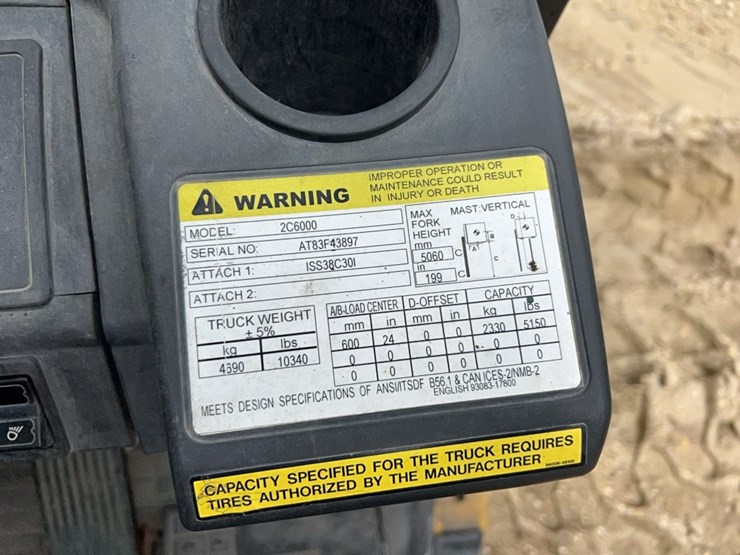 WARNING
IMPROPER OPERATION OR
MAINTENANCE COULD RESULT
IN INJURY OR DEATH
MODEL: 2C6000
SERIAL NO: AT83F43897
ATTACH 1: ISS38C30I
ATTACH 2:
MAX
FORK
HEIGHT
mm
5060 C
in
199 C
MAST:VERTICAL
D
A B
C
TRUCK WEIGHT
± 5%
kg lbs
4690 10340
A/B-LOAD CENTER D-OFFSET CAPACITY
mm in mm in kg lbs
600 24 0 0 2330 5150
0 0 0 0 0 0
0 0 0 0 0 0
MEETS DESIGN SPECIFICATIONS OF ANSI/ITSDF B56.1 & CAN ICES-2/NMB-2
ENGLISH 93083-17800
CAPACITY SPECIFIED FOR THE TRUCK REQUIRES
TIRES AUTHORIZED BY THE MANUFACTURER